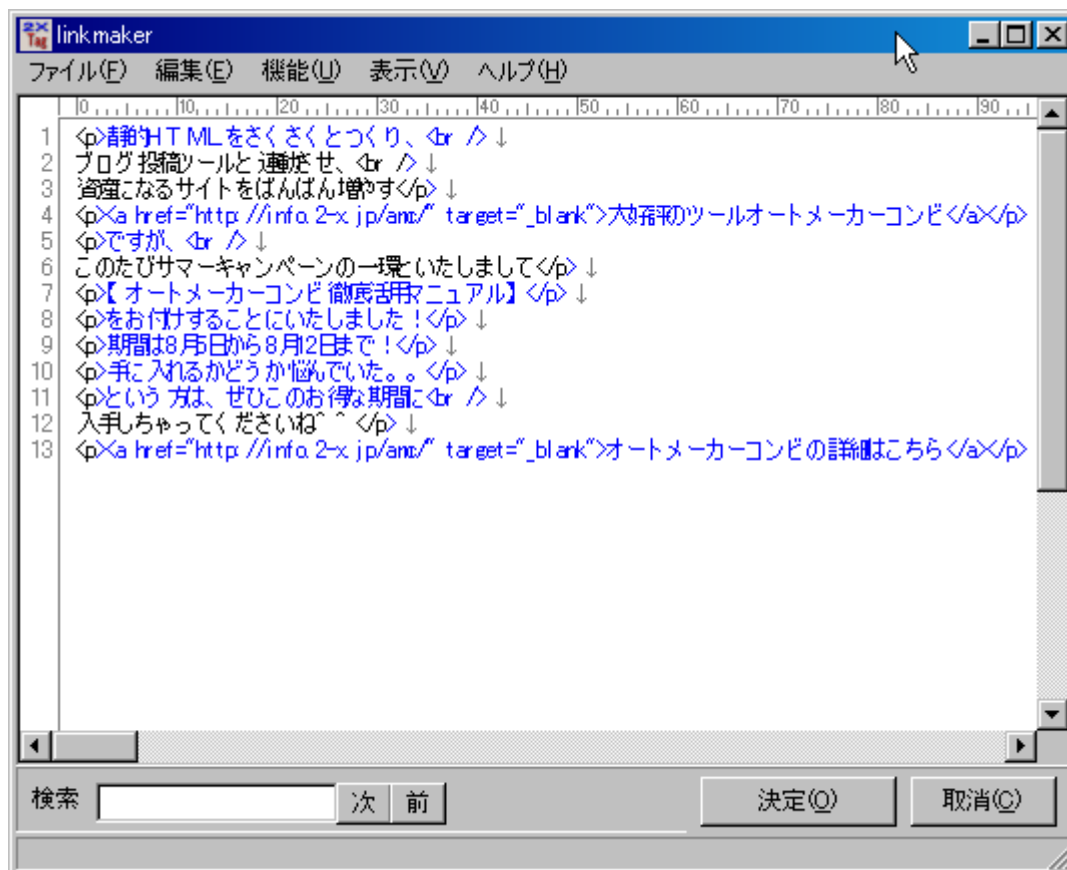 2X Tag linkmaker
ファイル(F) 編集(E) 機能(U) 表示(V) ヘルプ(H)
0 10 20 30 40 50 60 70 80 90
1 <p>静的HTMLをさくさくとつくり、<br />↓
2 ブログ投稿ツールと連動させ、<br />↓
3 資産になるサイトをばんばん増やす</p>↓
4 <p><a href="http://info.2-x.jp/amc/" target="_blank">大好評のツールオートメーカーコンビ</a></p>
5 <p>ですが、<br />↓
6 このたびサマーキャンペーンの一環といたしまして</p>↓
7 <p>【オートメーカーコンビ徹底活用マニュアル】</p>↓
8 <p>をお付けすることにいたしました！</p>↓
9 <p>期間は8月5日から8月12日まで！</p>↓
10 <p>手に入れるかどうか悩んでいた。。</p>↓
11 <p>という方は、ぜひこのお得な期間に<br />↓
12 入手しちゃってくださいね^^</p>↓
13 <p><a href="http://info.2-x.jp/amc/" target="_blank">オートメーカーコンビの詳細はこちら</a></p>
検索 次 前 決定(O) 取消(C)